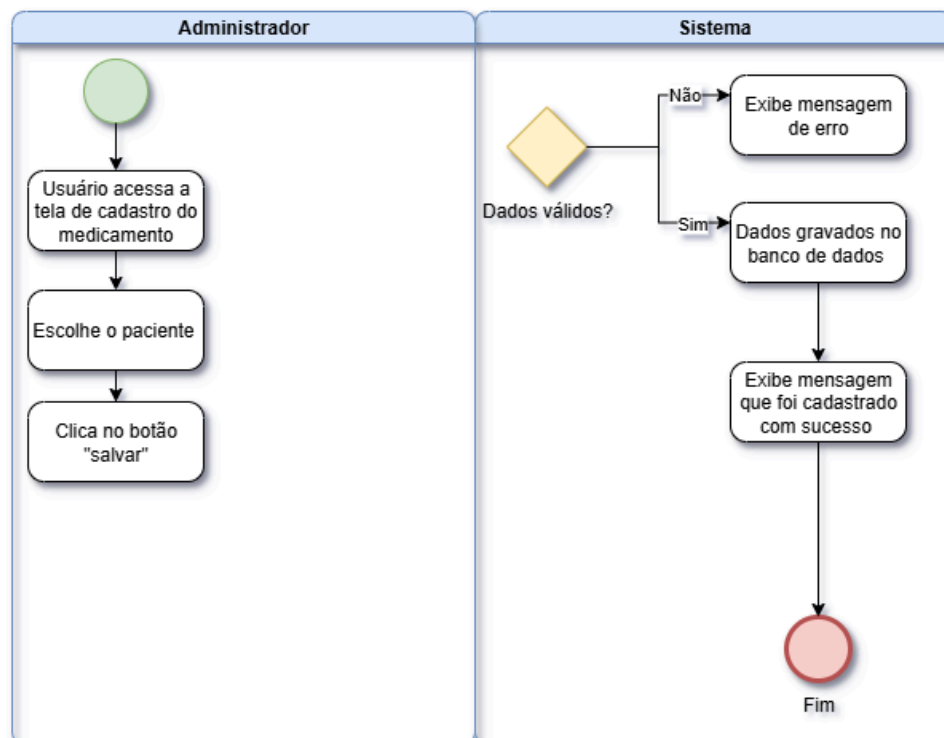 Administrador
Usuário acessa a
tela de cadastro do
medicamento
Escolhe o paciente
Clica no botão
"salvar"
Sistema
Dados válidos?
Não
Exibe mensagem
de erro
Sim
Dados gravados no
banco de dados
Exibe mensagem
que foi cadastrado
com sucesso
Fim